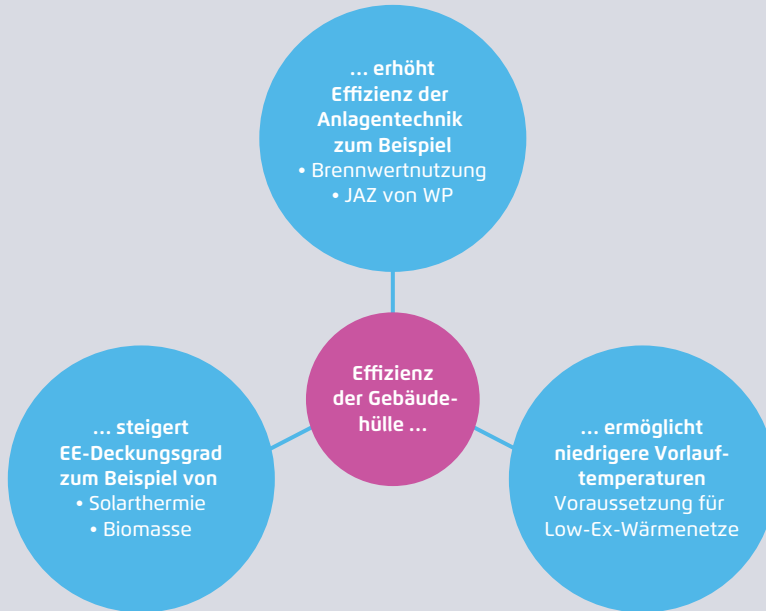 ... erhöht
Effizienz der
Anlagentechnik
zum Beispiel
• Brennwertnutzung
• JAZ von WP
Effizienz
der Gebäude-
hülle ...
... steigert
EE-Deckungsgrad
zum Beispiel von
• Solarthermie
• Biomasse
... ermöglicht
niedrigere Vorlauf-
temperaturen
Voraussetzung für
Low-Ex-Wärmenetze